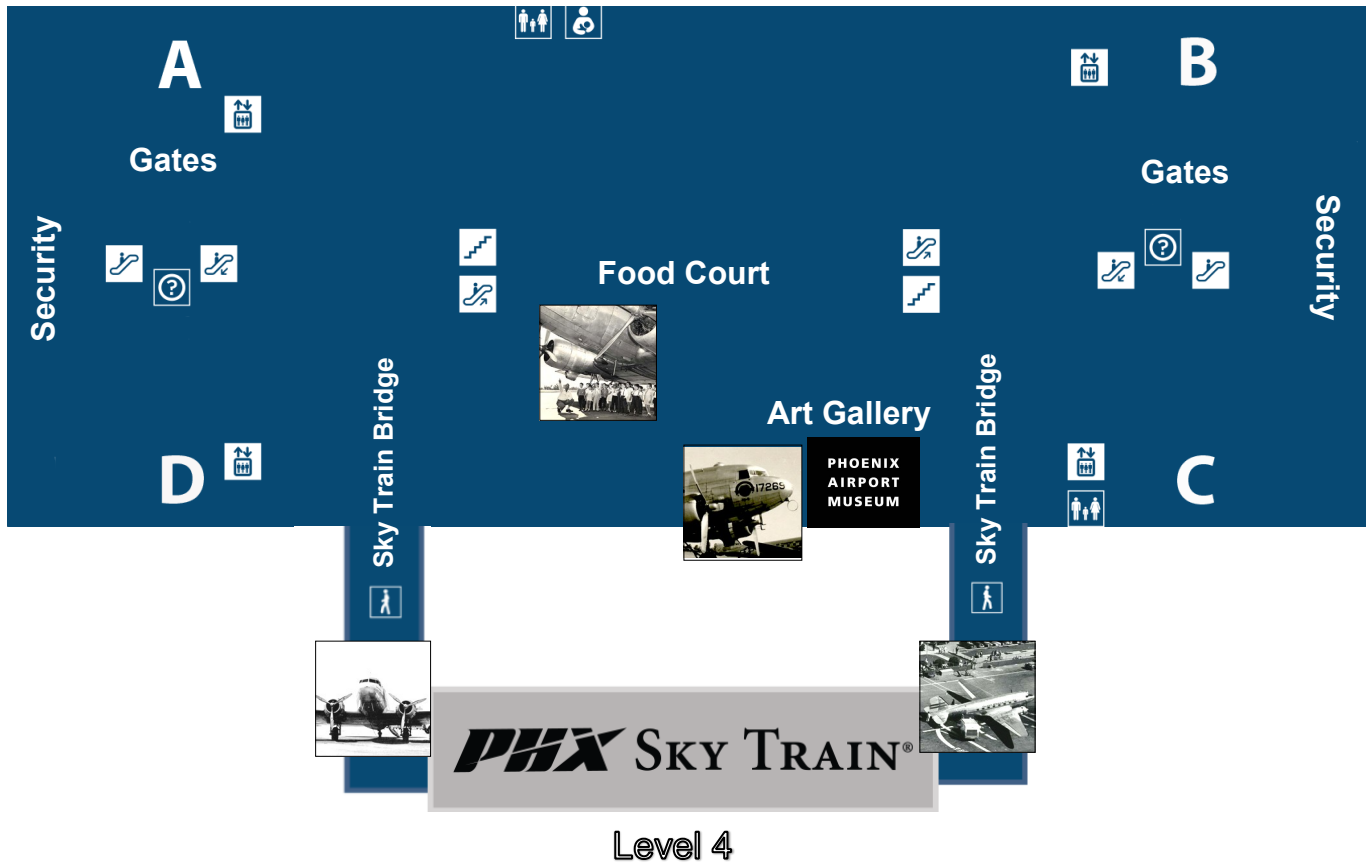 A
B
Gates
Gates
Security
Security
?
?
Food Court
Sky Train Bridge
Sky Train Bridge
Art Gallery
17265
PHOENIX
AIRPORT
MUSEUM
D
C
PHX SKY TRAIN®
Level 4